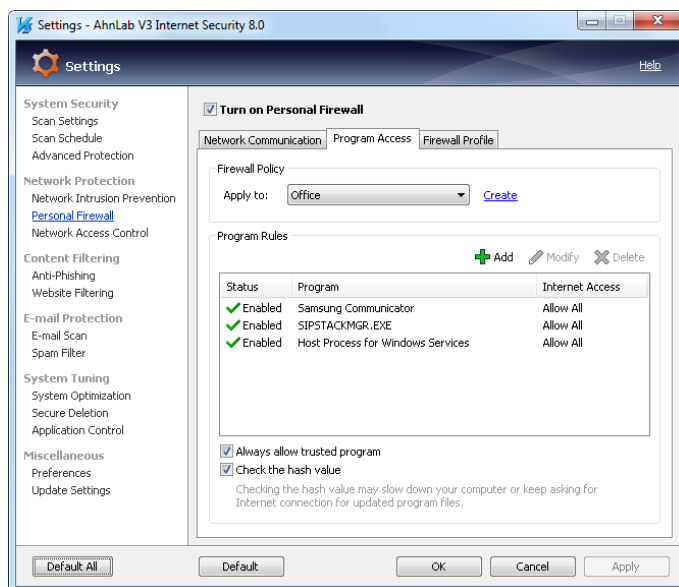 Settings - AhnLab V3 Internet Security 8.0
Settings
Help
System Security
Scan Settings
Scan Schedule
Advanced Protection
Network Protection
Network Intrusion Prevention
Personal Firewall
Network Access Control
Content Filtering
Anti-Phishing
Website Filtering
E-mail Protection
E-mail Scan
Spam Filter
System Tuning
System Optimization
Secure Deletion
Application Control
Miscellaneous
Preferences
Update Settings
Turn on Personal Firewall
Network Communication Program Access Firewall Profile
Firewall Policy
Apply to: Office Create
Program Rules
Add Modify Delete
Status Program Internet Access
Enabled Samsung Communicator Allow All
Enabled SIPSTACKMGR.EXE Allow All
Enabled Host Process for Windows Services Allow All
Always allow trusted program
Check the hash value
Checking the hash value may slow down your computer or keep asking for
Internet connection for updated program files.
Default All Default OK Cancel Apply